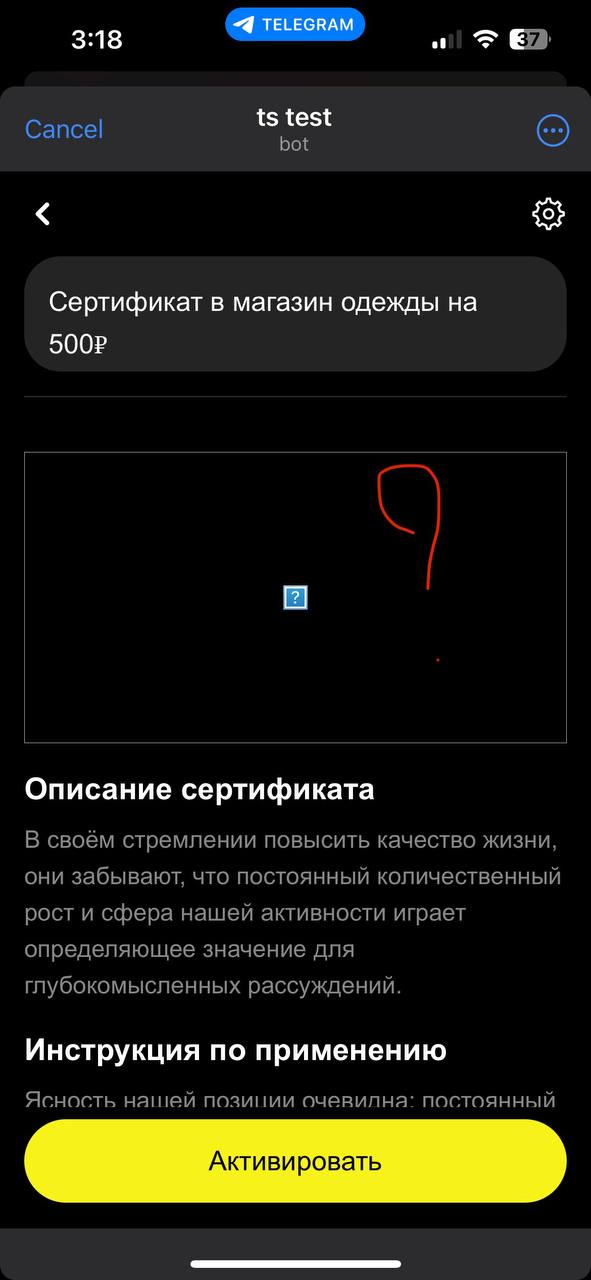 3:18
TELEGRAM
37
Cancel
ts test
bot
Сертификат в магазин одежды на
500₽
?
Описание сертификата
В своём стремлении повысить качество жизни,
они забывают, что постоянный количественный
рост и сфера нашей активности играет
определяющее значение для
глубокомысленных рассуждений.
Инструкция по применению
Ясность нашей позиции очевидна: постоянный
Активировать